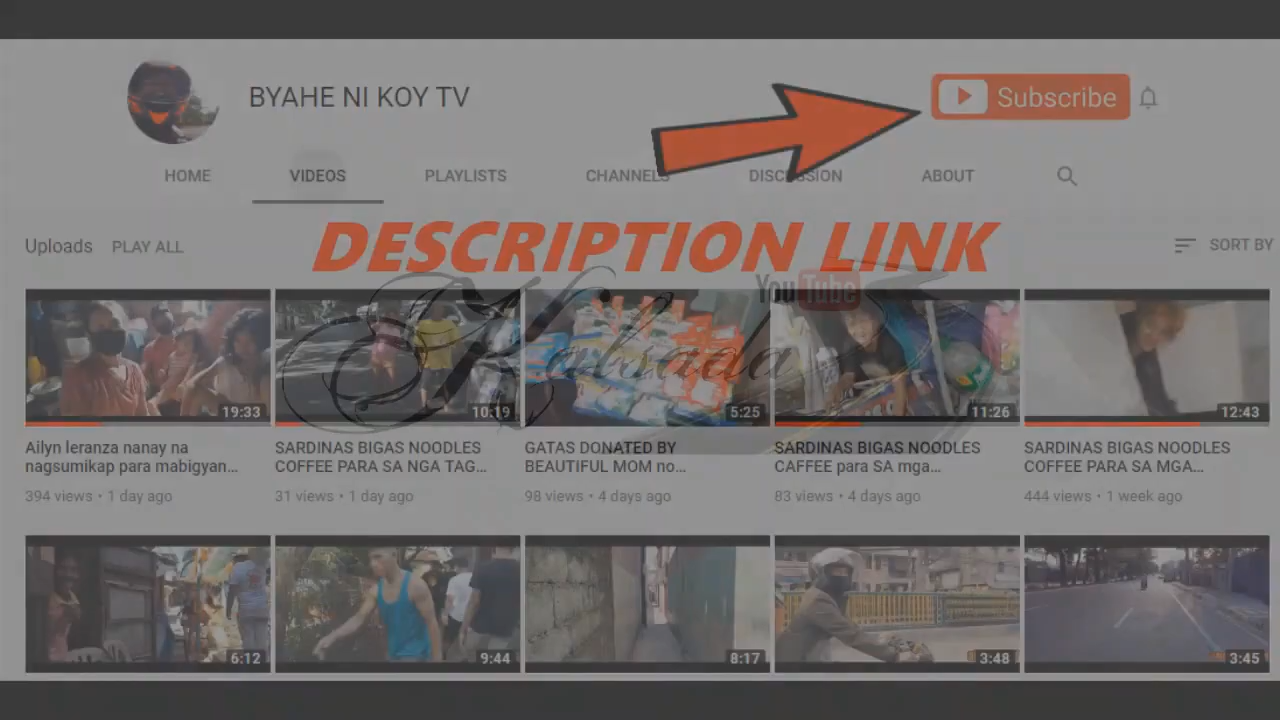 BYAHE NI KOY TV
Subscribe
HOME VIDEOS PLAYLISTS CHANNELS DISCUSSION ABOUT
Uploads PLAY ALL
DESCRIPTION LINK
SORT BY
YouTube
Kalsada
19:33
10:19
5:25
11:26
12:43
Ailyn leranza nanay na
nagsumikap para mabigyan…
394 views • 1 day ago
SARDINAS BIGAS NOODLES
COFFEE PARA SA NGA TAG…
31 views • 1 day ago
GATAS DONATED BY
BEAUTIFUL MOM no…
98 views • 4 days ago
SARDINAS BIGAS NOODLES
CAFFEE para SA mga…
83 views • 4 days ago
SARDINAS BIGAS NOODLES
COFFEE PARA SA MGA…
444 views • 1 week ago
6:12
9:44
8:17
3:48
3:45